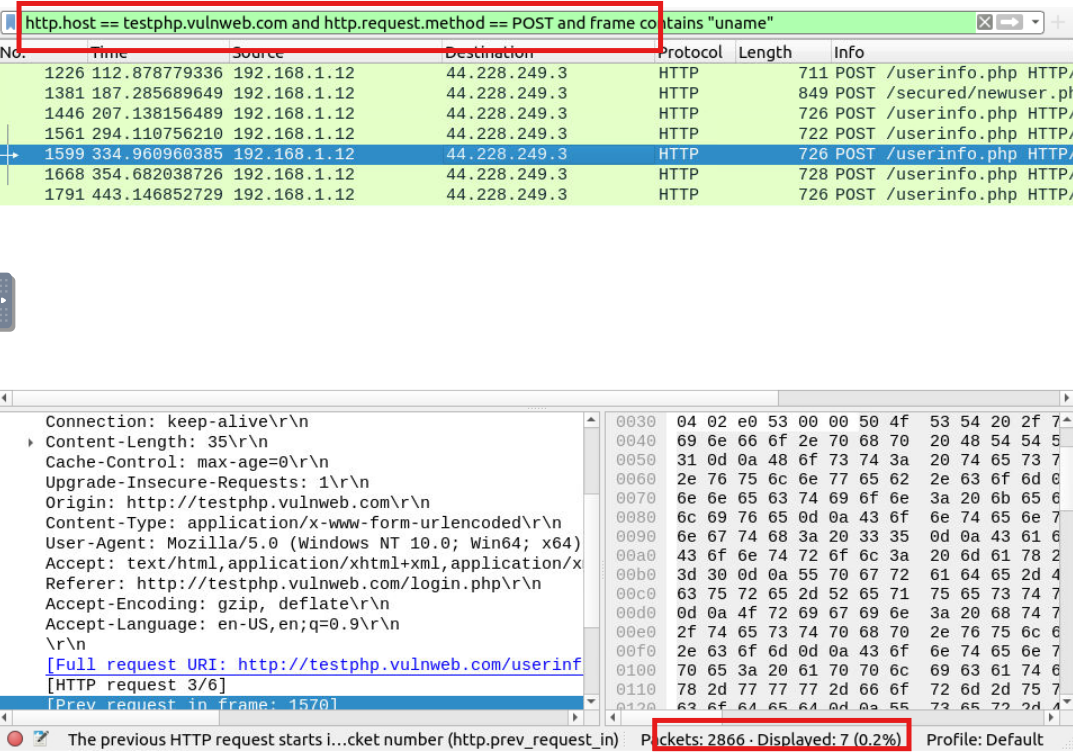 http.host == testphp.vulnweb.com and http.request.method == POST and frame contains "uname"
No. Time Source Destination Protocol Length Info
1226 112.878779336 192.168.1.12 44.228.249.3 HTTP 711 POST /userinfo.php HTTP/
1381 187.285689649 192.168.1.12 44.228.249.3 HTTP 849 POST /secured/newuser.ph
1446 207.138156489 192.168.1.12 44.228.249.3 HTTP 726 POST /userinfo.php HTTP/
1561 294.110756210 192.168.1.12 44.228.249.3 HTTP 722 POST /userinfo.php HTTP/
1599 334.960960385 192.168.1.12 44.228.249.3 HTTP 726 POST /userinfo.php HTTP/
1668 354.682038726 192.168.1.12 44.228.249.3 HTTP 728 POST /userinfo.php HTTP/
1791 443.146852729 192.168.1.12 44.228.249.3 HTTP 726 POST /userinfo.php HTTP/
Connection: keep-alive\r\n
Content-Length: 35\r\n
Cache-Control: max-age=0\r\n
Upgrade-Insecure-Requests: 1\r\n
Origin: http://testphp.vulnweb.com\r\n
Content-Type: application/x-www-form-urlencoded\r\n
User-Agent: Mozilla/5.0 (Windows NT 10.0; Win64; x64)
Accept: text/html,application/xhtml+xml,application/x
Referer: http://testphp.vulnweb.com/login.php\r\n
Accept-Encoding: gzip, deflate\r\n
Accept-Language: en-US,en;q=0.9\r\n
\r\n
[Full request URI: http://testphp.vulnweb.com/userinf
[HTTP request 3/6]
[Prev request in frame: 1570]
0030 04 02 e0 53 00 00 50 4f 53 54 20 2f 7
0040 69 6e 66 6f 2e 70 68 70 20 48 54 54 5
0050 31 0d 0a 48 6f 73 74 3a 20 74 65 73 7
0060 2e 76 75 6c 6e 77 65 62 2e 63 6f 6d 0
0070 6e 6e 65 63 74 69 6f 6e 3a 20 6b 65 6
0080 6c 69 76 65 0d 0a 43 6f 6e 74 65 6e 7
0090 6e 67 74 68 3a 20 33 35 0d 0a 43 61 6
00a0 43 6f 6e 74 72 6f 6c 3a 20 6d 61 78 2
00b0 3d 30 0d 0a 55 70 67 72 61 64 65 2d 4
00c0 63 75 72 65 2d 52 65 71 75 65 73 74 7
00d0 0d 0a 4f 72 69 67 69 6e 3a 20 68 74 7
00e0 2f 74 65 73 74 70 68 70 2e 76 75 6c 6
00f0 2e 63 6f 6d 0d 0a 43 6f 6e 74 65 6e 7
0100 70 65 3a 20 61 70 70 6c 69 63 61 74 6
0110 78 2d 77 77 77 2d 66 6f 72 6d 2d 75 7
0120 63 6f 64 65 64 0d 0a 55 73 65 72 2d 4
The previous HTTP request starts i...cket number (http.prev_request_in)
Packets: 2866 · Displayed: 7 (0.2%)
Profile: Default